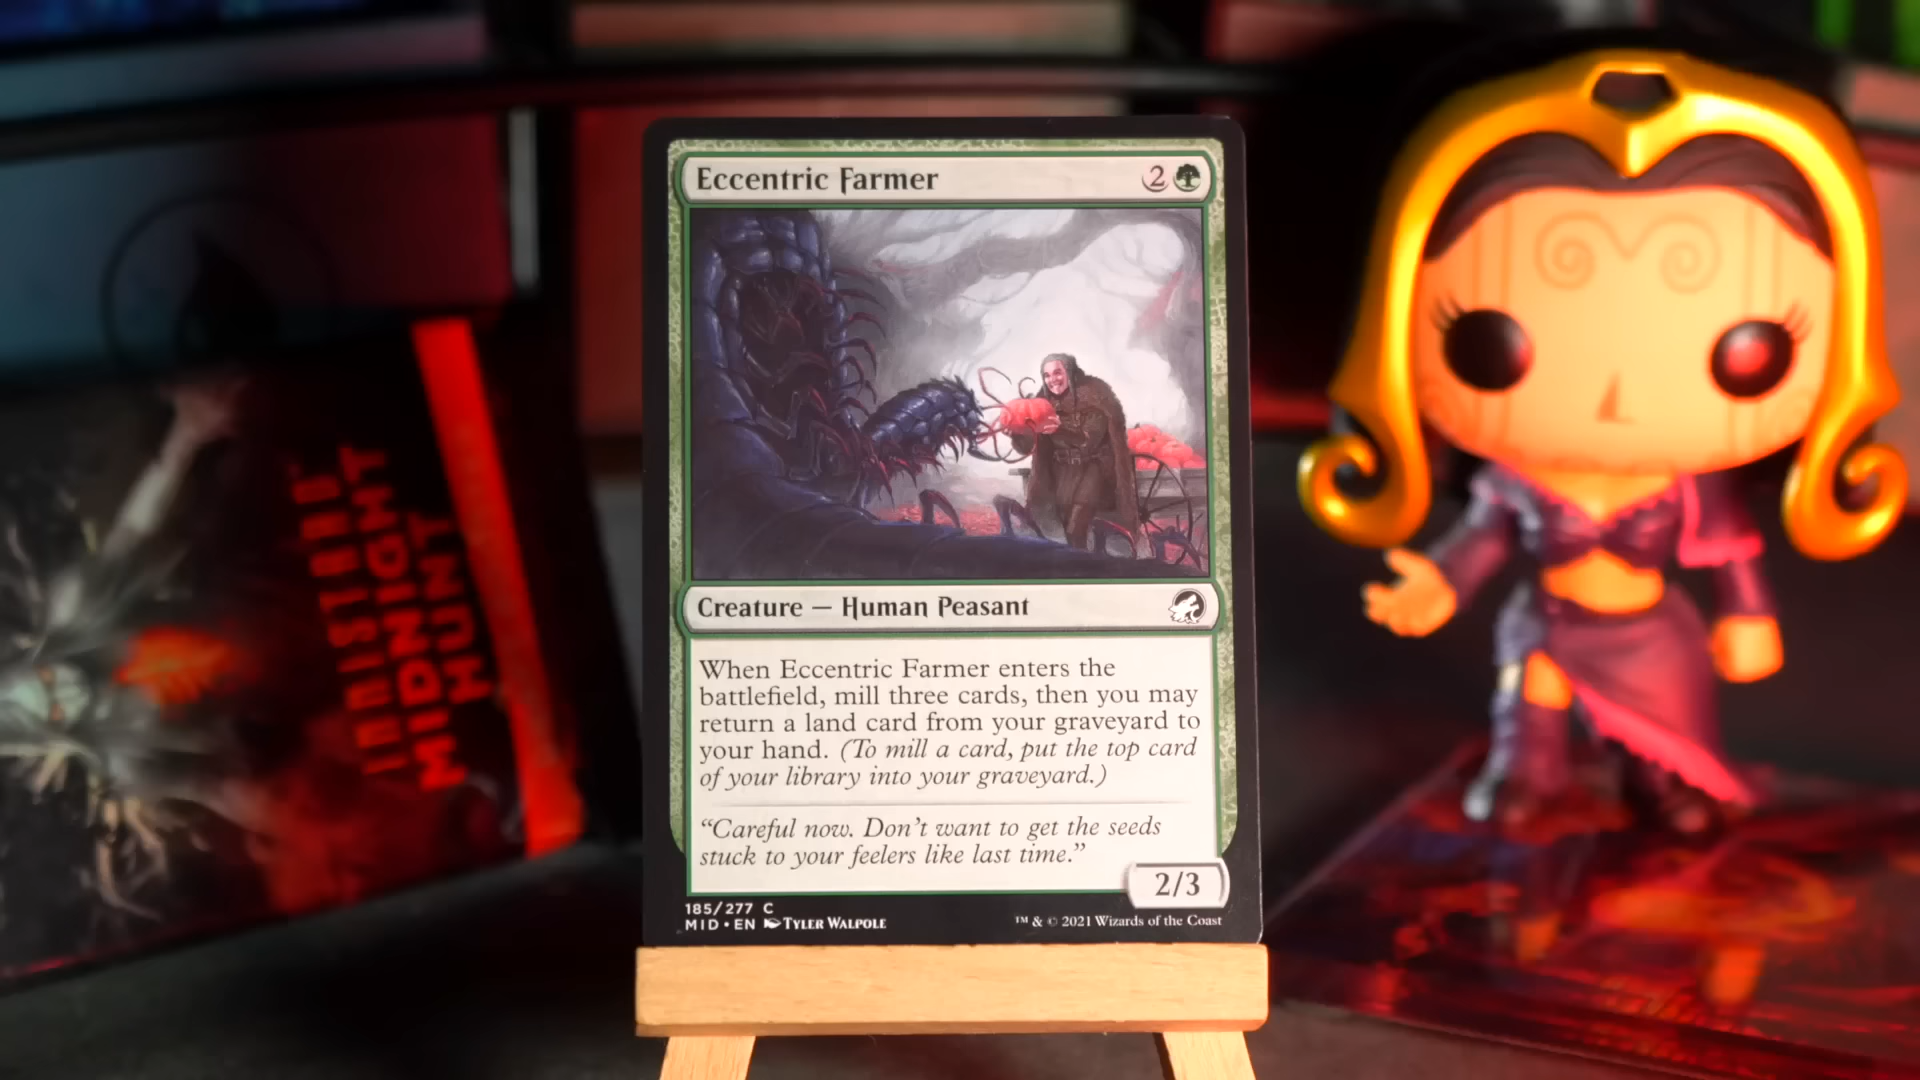 Eccentric Farmer 2
Creature — Human Peasant
When Eccentric Farmer enters the
battlefield, mill three cards, then you may
return a land card from your graveyard to
your hand. (To mill a card, put the top card
of your library into your graveyard.)
“Careful now. Don’t want to get the seeds
stuck to your feelers like last time.”
2/3
185/277 C
MID • EN TYLER WALPOLE
™ & © 2021 Wizards of the Coast
INNISTRAD
MIDNIGHT
HUNT